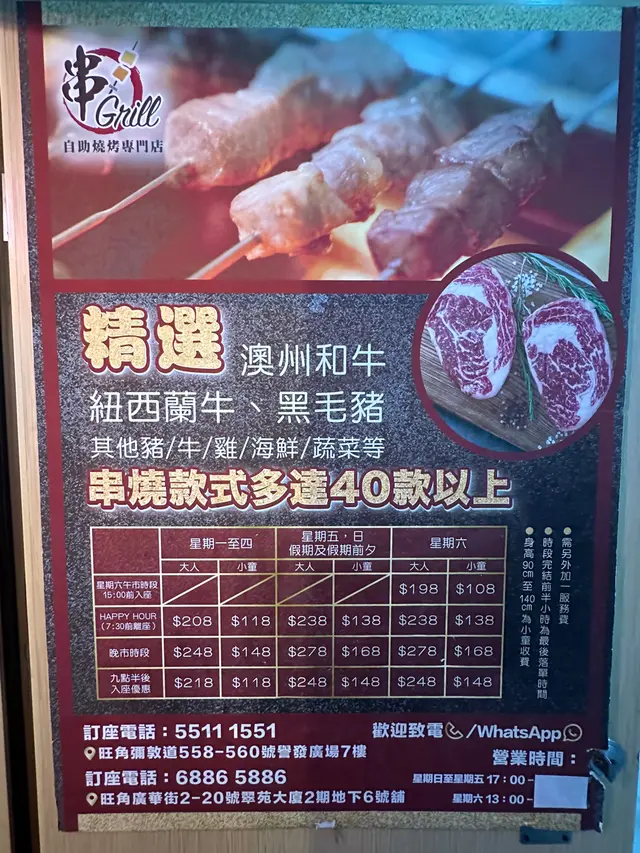 串
Grill
自助燒烤專門店
精選 澳州和牛
紐西蘭牛、黑毛豬
其他豬/牛/雞/海鮮/蔬菜等
串燒款式多達40款以上
星期一至四 星期五，日 假期及假期前夕 星期六
大人 小童 大人 小童 大人 小童
星期六午市時段 15:00前入座 $198 $108
HAPPY HOUR (7:30前離座) $208 $118 $238 $138 $238 $138
晚市時段 $248 $148 $278 $168 $278 $168
九點半後 入座優惠 $218 $118 $248 $148 $248 $148
需另外加一服務費
時段完結前半小時為最後落單時間
身高90cm至140cm為小童收費
訂座電話：5511 1551 歡迎致電 /WhatsApp
旺角彌敦道558-560號譽發廣場7樓
營業時間：
訂座電話：6886 5886 星期日至星期五 17：00-
旺角廣華街2-20號翠苑大廈2期地下6號舖 星期六 13：00-